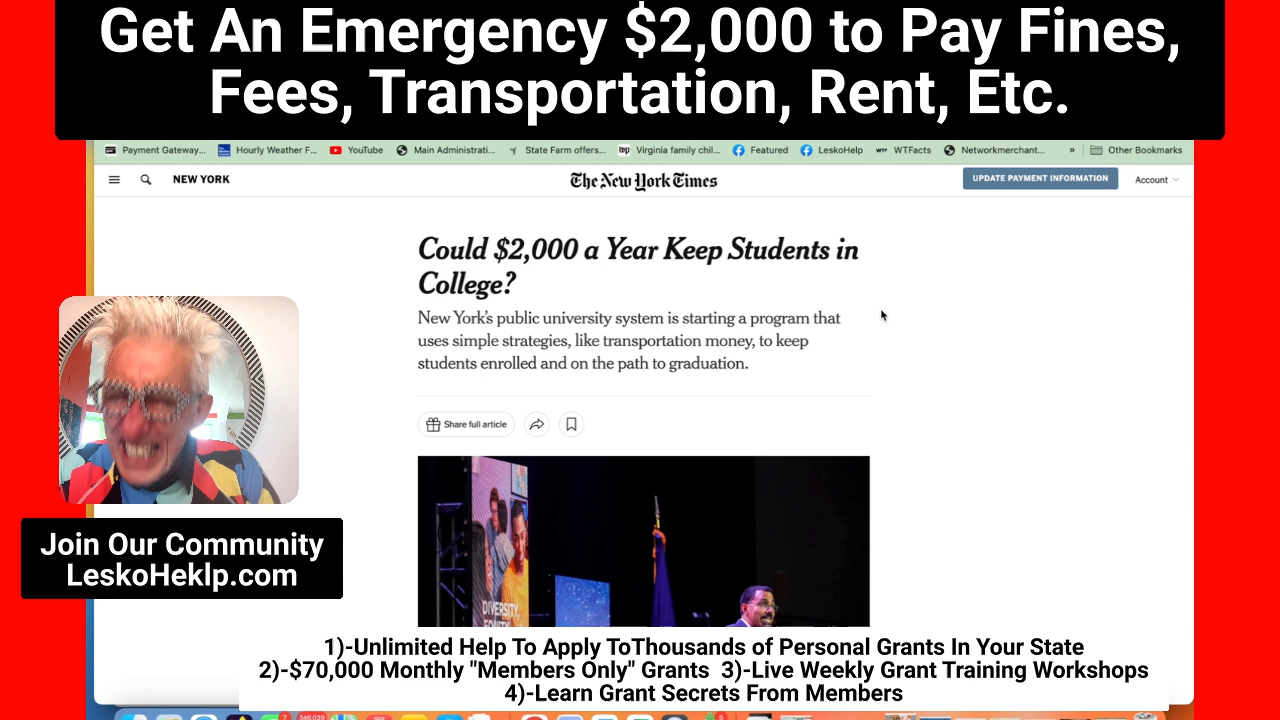 Get An Emergency $2,000 to Pay Fines,
Fees, Transportation, Rent, Etc.
Payment Gateway... Hourly Weather F... YouTube Main Administrati... State Farm offers... Virginia family chil... Featured LeskoHelp WTFacts Networkmerchant... » Other Bookmarks
NEW YORK The New York Times UPDATE PAYMENT INFORMATION Account
Could $2,000 a Year Keep Students in
College?
New York's public university system is starting a program that
uses simple strategies, like transportation money, to keep
students enrolled and on the path to graduation.
Share full article
Join Our Community
LeskoHeklp.com
DIVERSITY,
1)-Unlimited Help To Apply ToThousands of Personal Grants In Your State
2)-$70,000 Monthly "Members Only" Grants 3)-Live Weekly Grant Training Workshops
4)-Learn Grant Secrets From Members